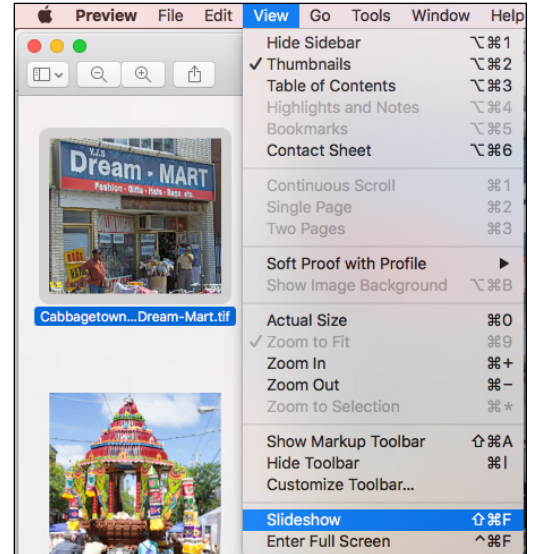 Preview File Edit View Go Tools Window Help
Hide Sidebar ⌥⌘1
✓ Thumbnails ⌥⌘2
Table of Contents ⌥⌘3
Highlights and Notes ⌥⌘4
Bookmarks ⌥⌘5
Contact Sheet ⌥⌘6
Continuous Scroll ⌘1
Single Page ⌘2
Two Pages ⌘3
Soft Proof with Profile ▶
Show Image Background ⌥⌘B
Actual Size ⌘0
✓ Zoom to Fit ⌘9
Zoom In ⌘+
Zoom Out ⌘−
Zoom to Selection ⌘*
Show Markup Toolbar ⇧⌘A
Hide Toolbar ⌘|
Customize Toolbar...
Slideshow ⇧⌘F
Enter Full Screen ^⌘F
Y.J.S
Dream - MART
Fashion - Gifts - Hats - Bags etc.
BAGS
Cabbagetown...Dream-Mart.tif